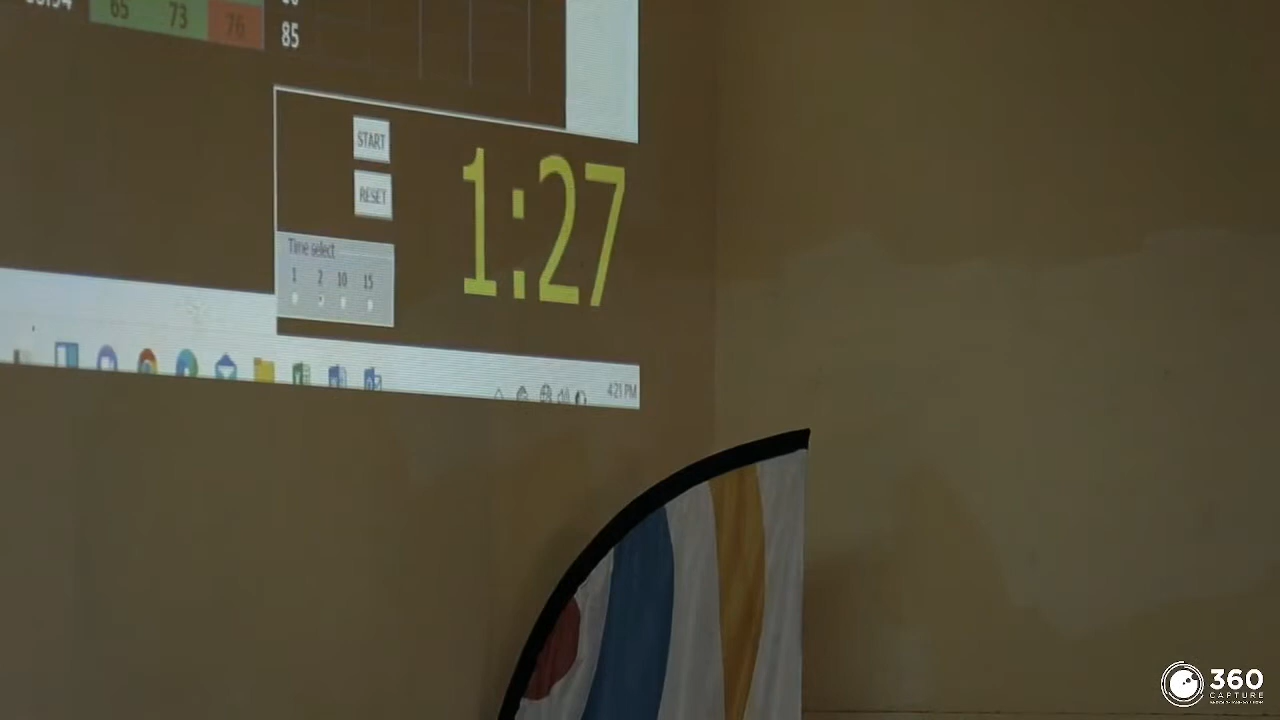 65 73 76
85
START
RESET
1:27
Time select
1 2 10 15
4:21 PM
360
CAPTURE